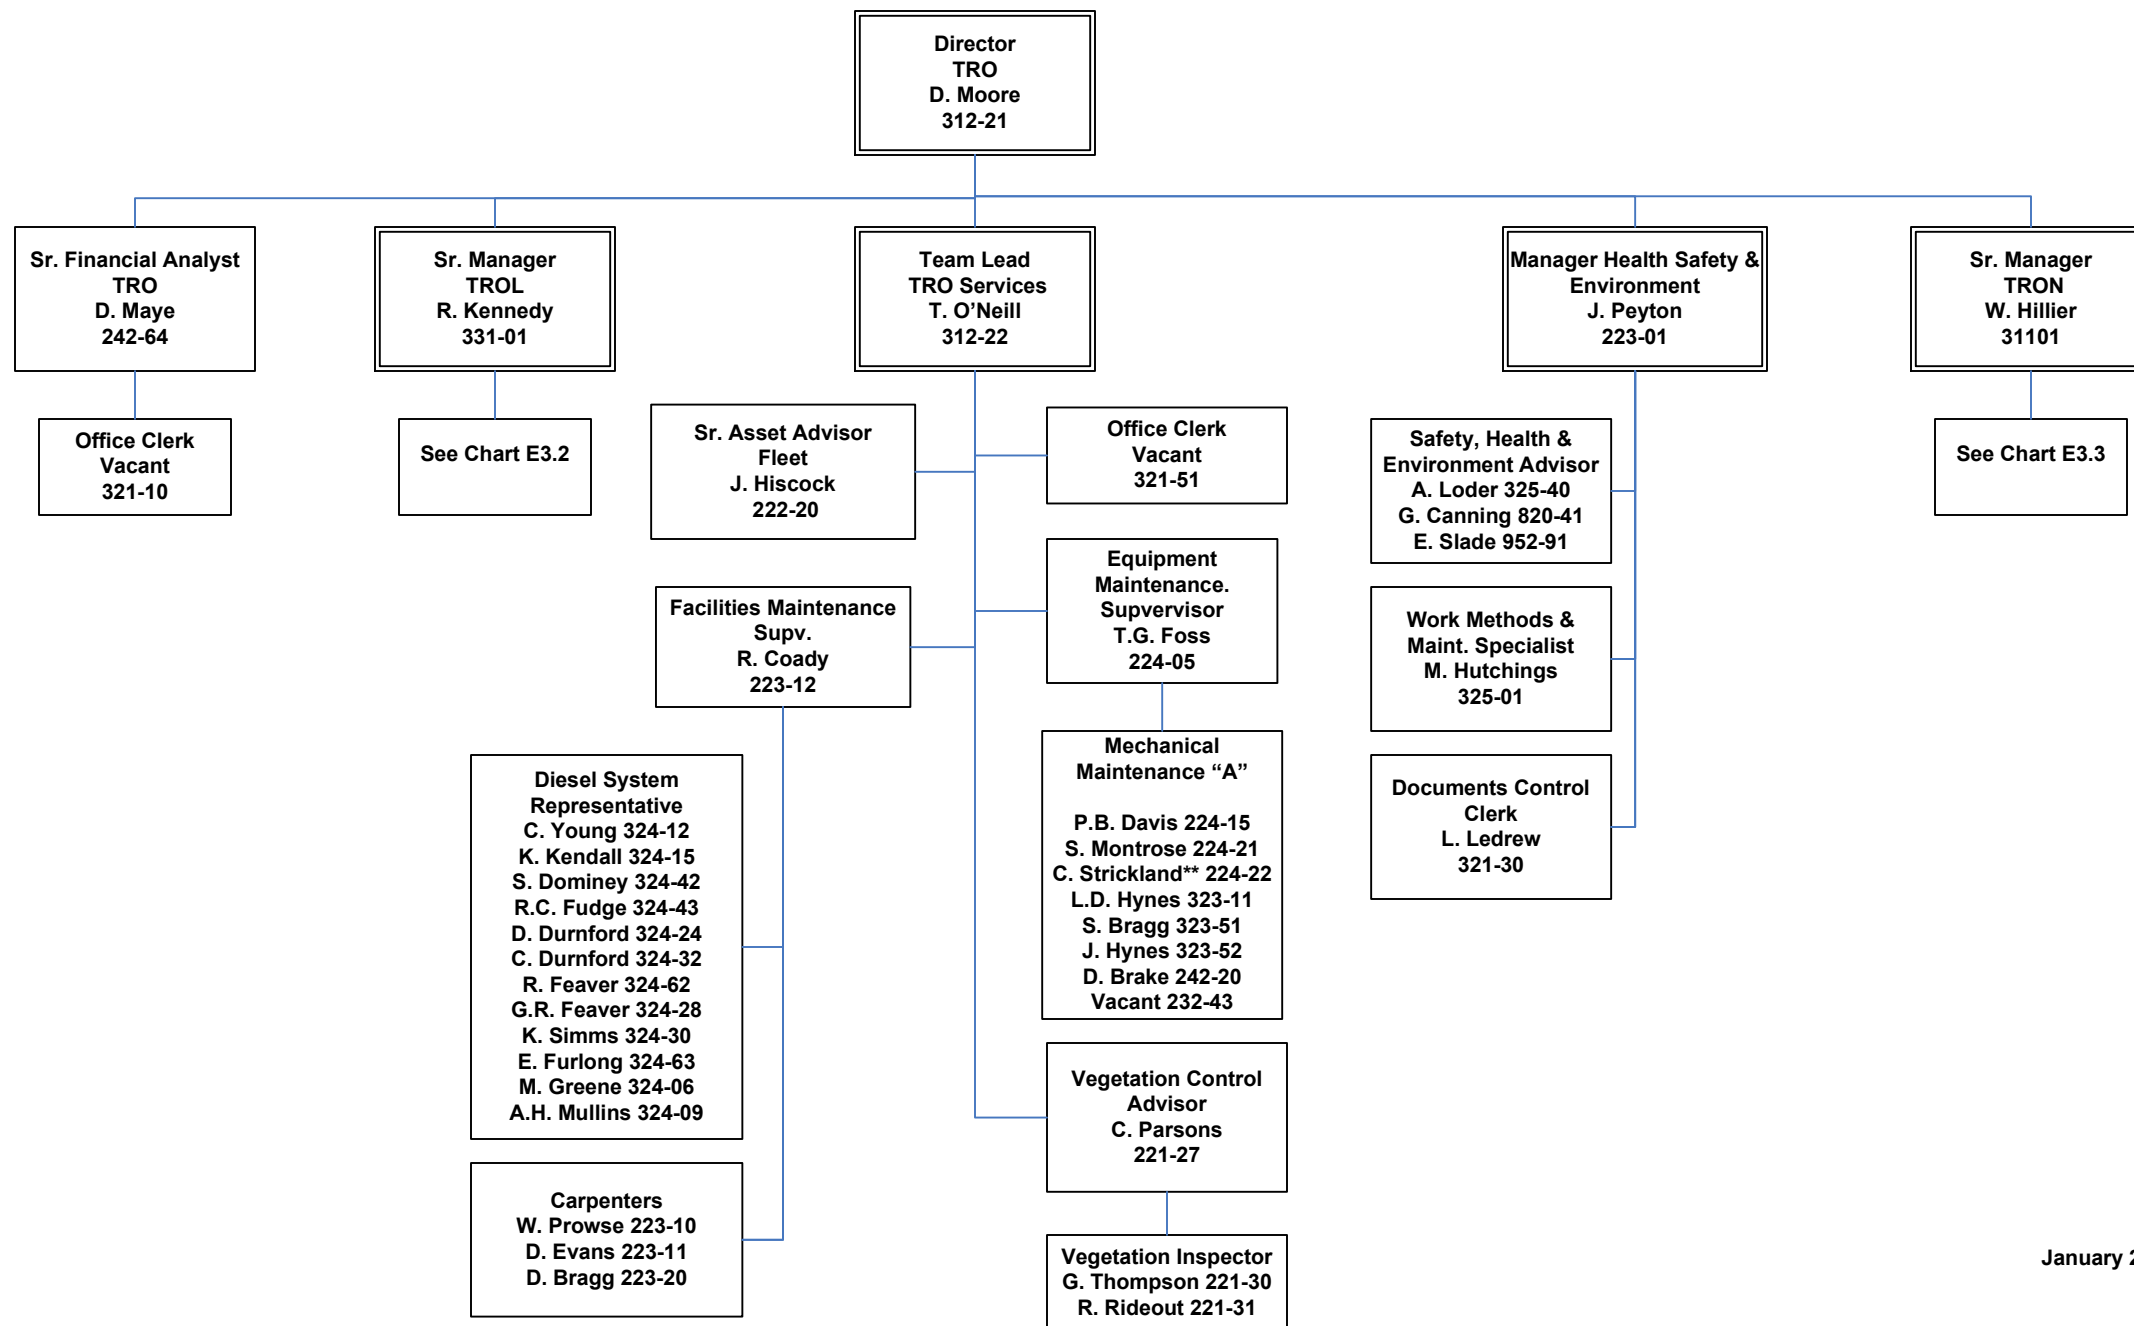 Director
TRO
D. Moore
312-21
Sr. Financial Analyst
TRO
D. Maye
242-64
Sr. Manager
TROL
R. Kennedy
331-01
Team Lead
TRO Services
T. O’Neill
312-22
Manager Health Safety &
Environment
J. Peyton
223-01
Sr. Manager
TRON
W. Hillier
31101
Office Clerk
Vacant
321-10
See Chart E3.2
Sr. Asset Advisor
Fleet
J. Hiscock
222-20
Office Clerk
Vacant
321-51
Safety, Health &
Environment Advisor
A. Loder 325-40
G. Canning 820-41
E. Slade 952-91
See Chart E3.3
Facilities Maintenance
Supv.
R. Coady
223-12
Equipment
Maintenance.
Supvervisor
T.G. Foss
224-05
Work Methods &
Maint. Specialist
M. Hutchings
325-01
Diesel System
Representative
C. Young 324-12
K. Kendall 324-15
S. Dominey 324-42
R.C. Fudge 324-43
D. Durnford 324-24
C. Durnford 324-32
R. Feaver 324-62
G.R. Feaver 324-28
K. Simms 324-30
E. Furlong 324-63
M. Greene 324-06
A.H. Mullins 324-09
Mechanical
Maintenance “A”
P.B. Davis 224-15
S. Montrose 224-21
C. Strickland** 224-22
L.D. Hynes 323-11
S. Bragg 323-51
J. Hynes 323-52
D. Brake 242-20
Vacant 232-43
Documents Control
Clerk
L. Ledrew
321-30
Vegetation Control
Advisor
C. Parsons
221-27
Carpenters
W. Prowse 223-10
D. Evans 223-11
D. Bragg 223-20
Vegetation Inspector
G. Thompson 221-30
R. Rideout 221-31
January